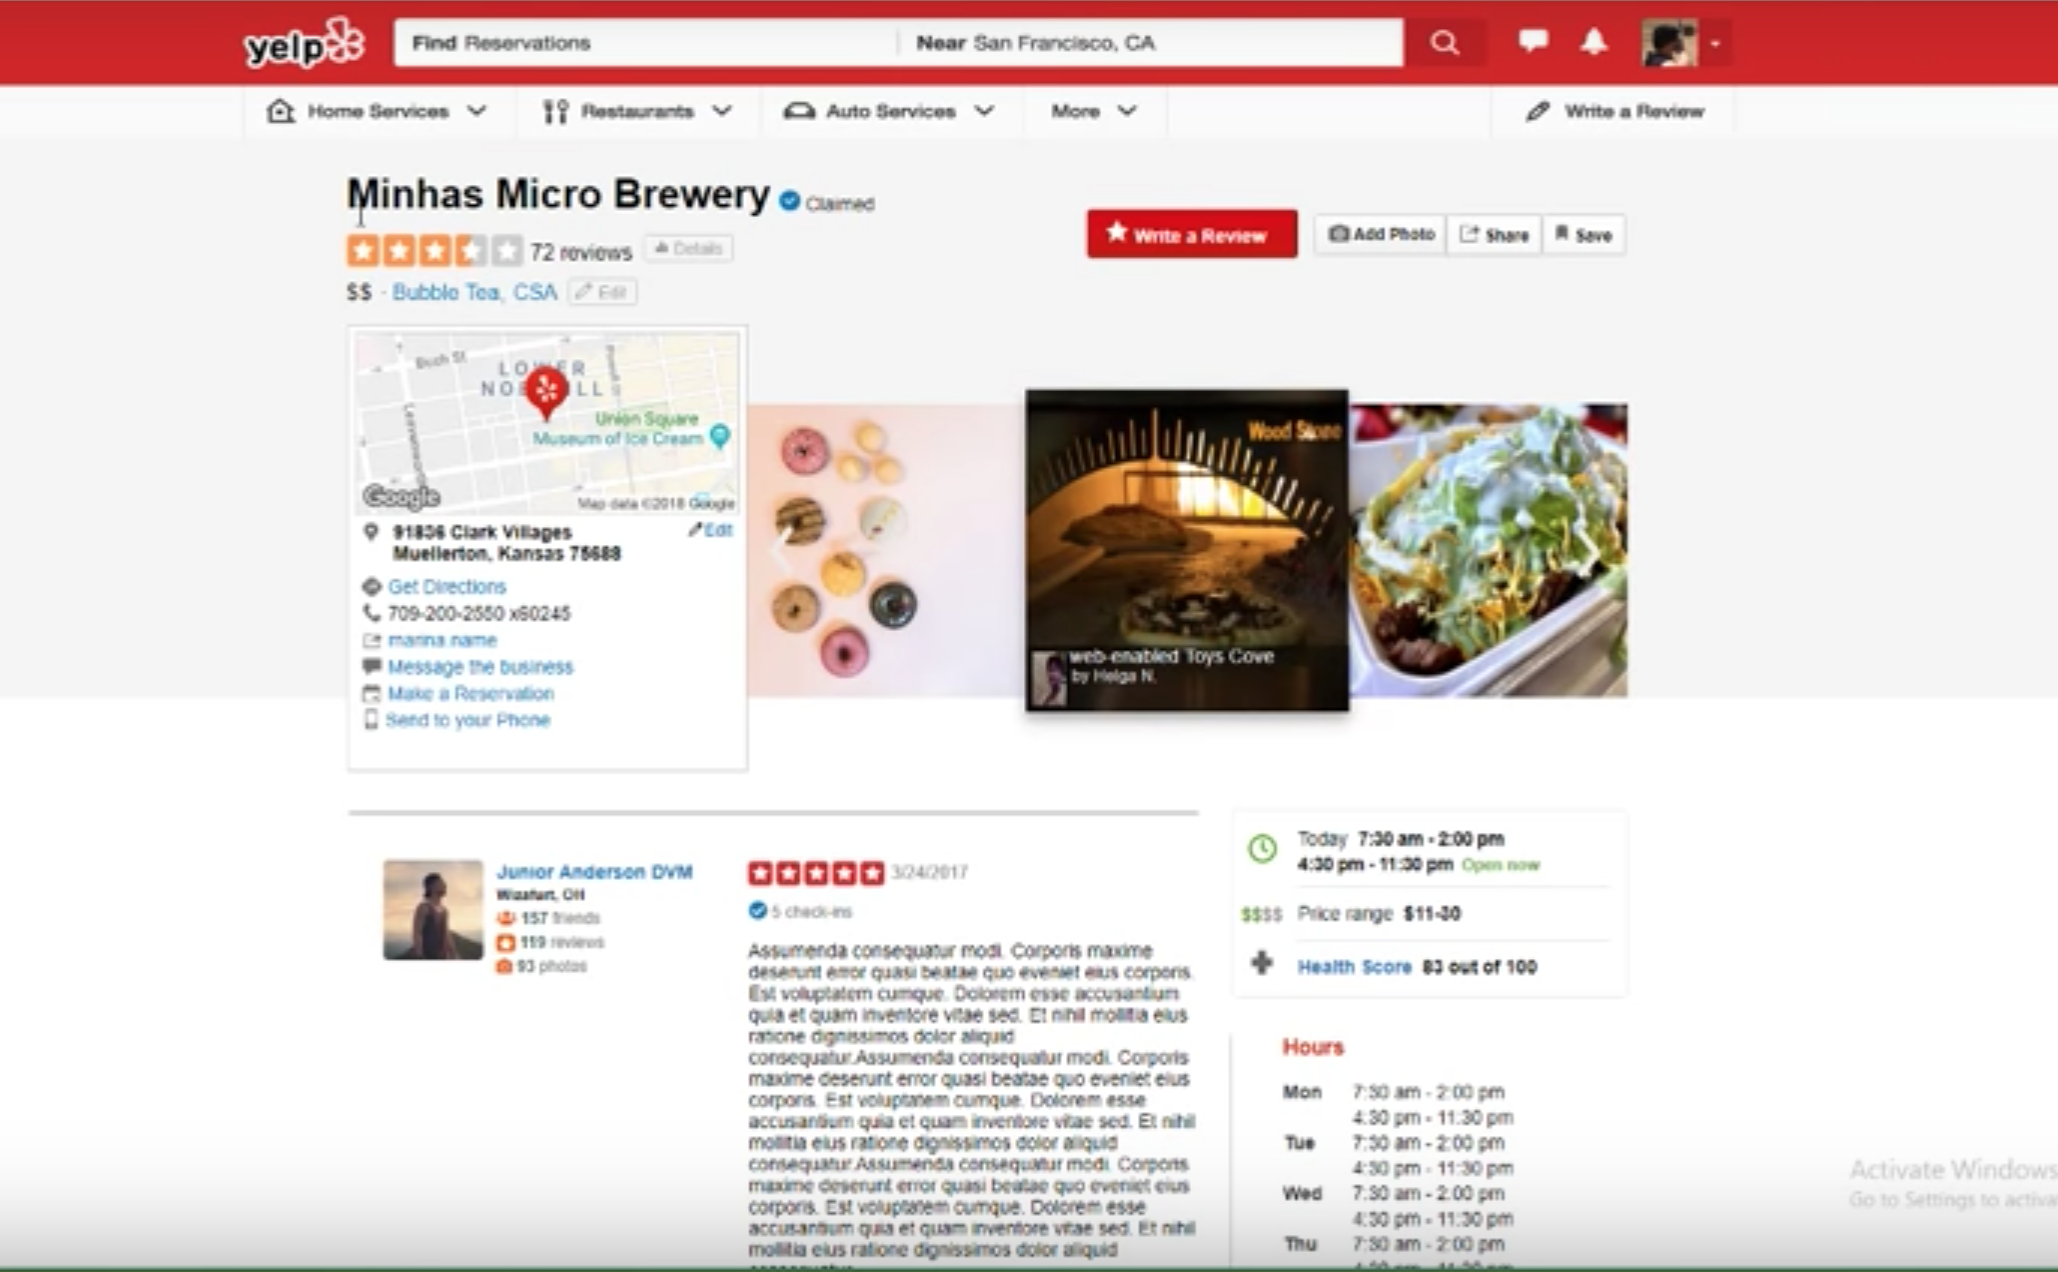 yelp
Find Reservations
Near San Francisco, CA
Home Services
Restaurants
Auto Services
More
Write a Review
Minhas Micro Brewery
Claimed
72 reviews
Details
Write a Review
Add Photo
Share
Save
$$ · Bubble Tea, CSA
Edit
Bush St
LOWER
NOB HILL
Union Square
Museum of Ice Cream
Google
Map data ©2018 Google
91836 Clark Villages
Edit
Muellerton, Kansas 75688
Get Directions
709-200-2550 x60245
marina.name
Message the business
Make a Reservation
Send to your Phone
Wood Stone
web-enabled Toys Cove
by Helga N.
Junior Anderson DVM
157 friends
119 reviews
93 photos
3/24/2017
5 check-ins
Assumenda consequatur modi. Corporis maxime
deserunt error quasi beatae quo eveniet eius corporis.
Est voluptatem cumque. Dolorem esse accusantium
quia et quam inventore vitae sed. Et nihil mollitia eius
ratione dignissimos dolor aliquid
consequatur.Assumenda consequatur modi. Corporis
maxime deserunt error quasi beatae quo eveniet eius
corporis. Est voluptatem cumque. Dolorem esse
accusantium quia et quam inventore vitae sed. Et nihil
mollitia eius ratione dignissimos dolor aliquid
consequatur.Assumenda consequatur modi. Corporis
maxime deserunt error quasi beatae quo eveniet eius
corporis. Est voluptatem cumque. Dolorem esse
accusantium quia et quam inventore vitae sed. Et nihil
mollitia eius ratione dignissimos dolor aliquid
Today 7:30 am - 2:00 pm
4:30 pm - 11:30 pm Open now
$$$$ Price range $11-30
Health Score 83 out of 100
Hours
Mon 7:30 am - 2:00 pm
4:30 pm - 11:30 pm
Tue 7:30 am - 2:00 pm
4:30 pm - 11:30 pm
Wed 7:30 am - 2:00 pm
4:30 pm - 11:30 pm
Thu 7:30 am - 2:00 pm
Activate Windows
Go to Settings to activa